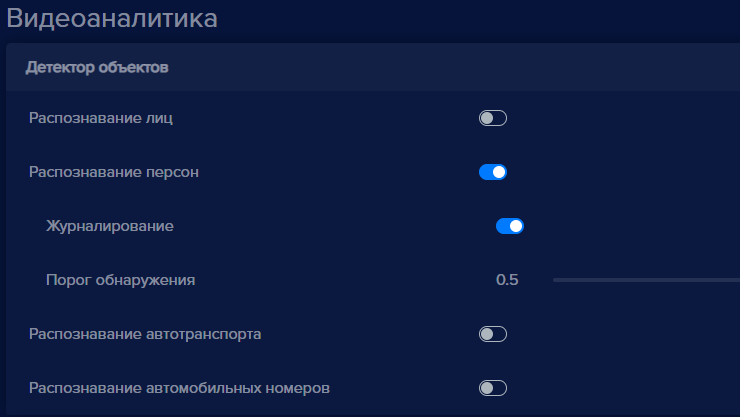 Видеоаналитика
Детектор объектов
Распознавание лиц
Распознавание персон
Журналирование
Порог обнаружения 0.5
Распознавание автотранспорта
Распознавание автомобильных номеров